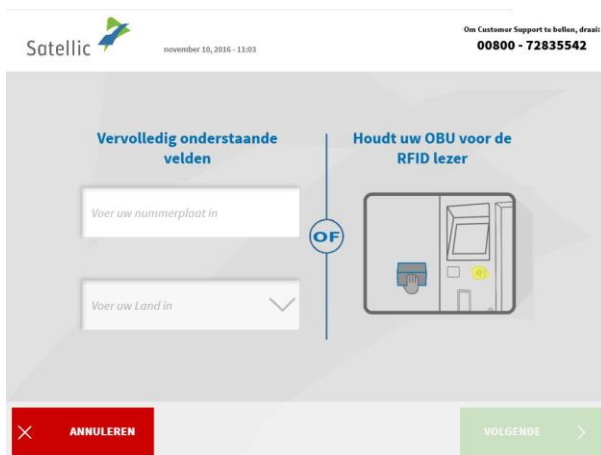 Satellic
november 10, 2016 - 11:03
Om Customer Support te bellen, draai:
00800 - 72835542
Vervolledig onderstaande
velden
Voer uw nummerplaat in
Voer uw Land in
OF
Houdt uw OBU voor de
RFID lezer
ANNULEREN
VOLGENDE